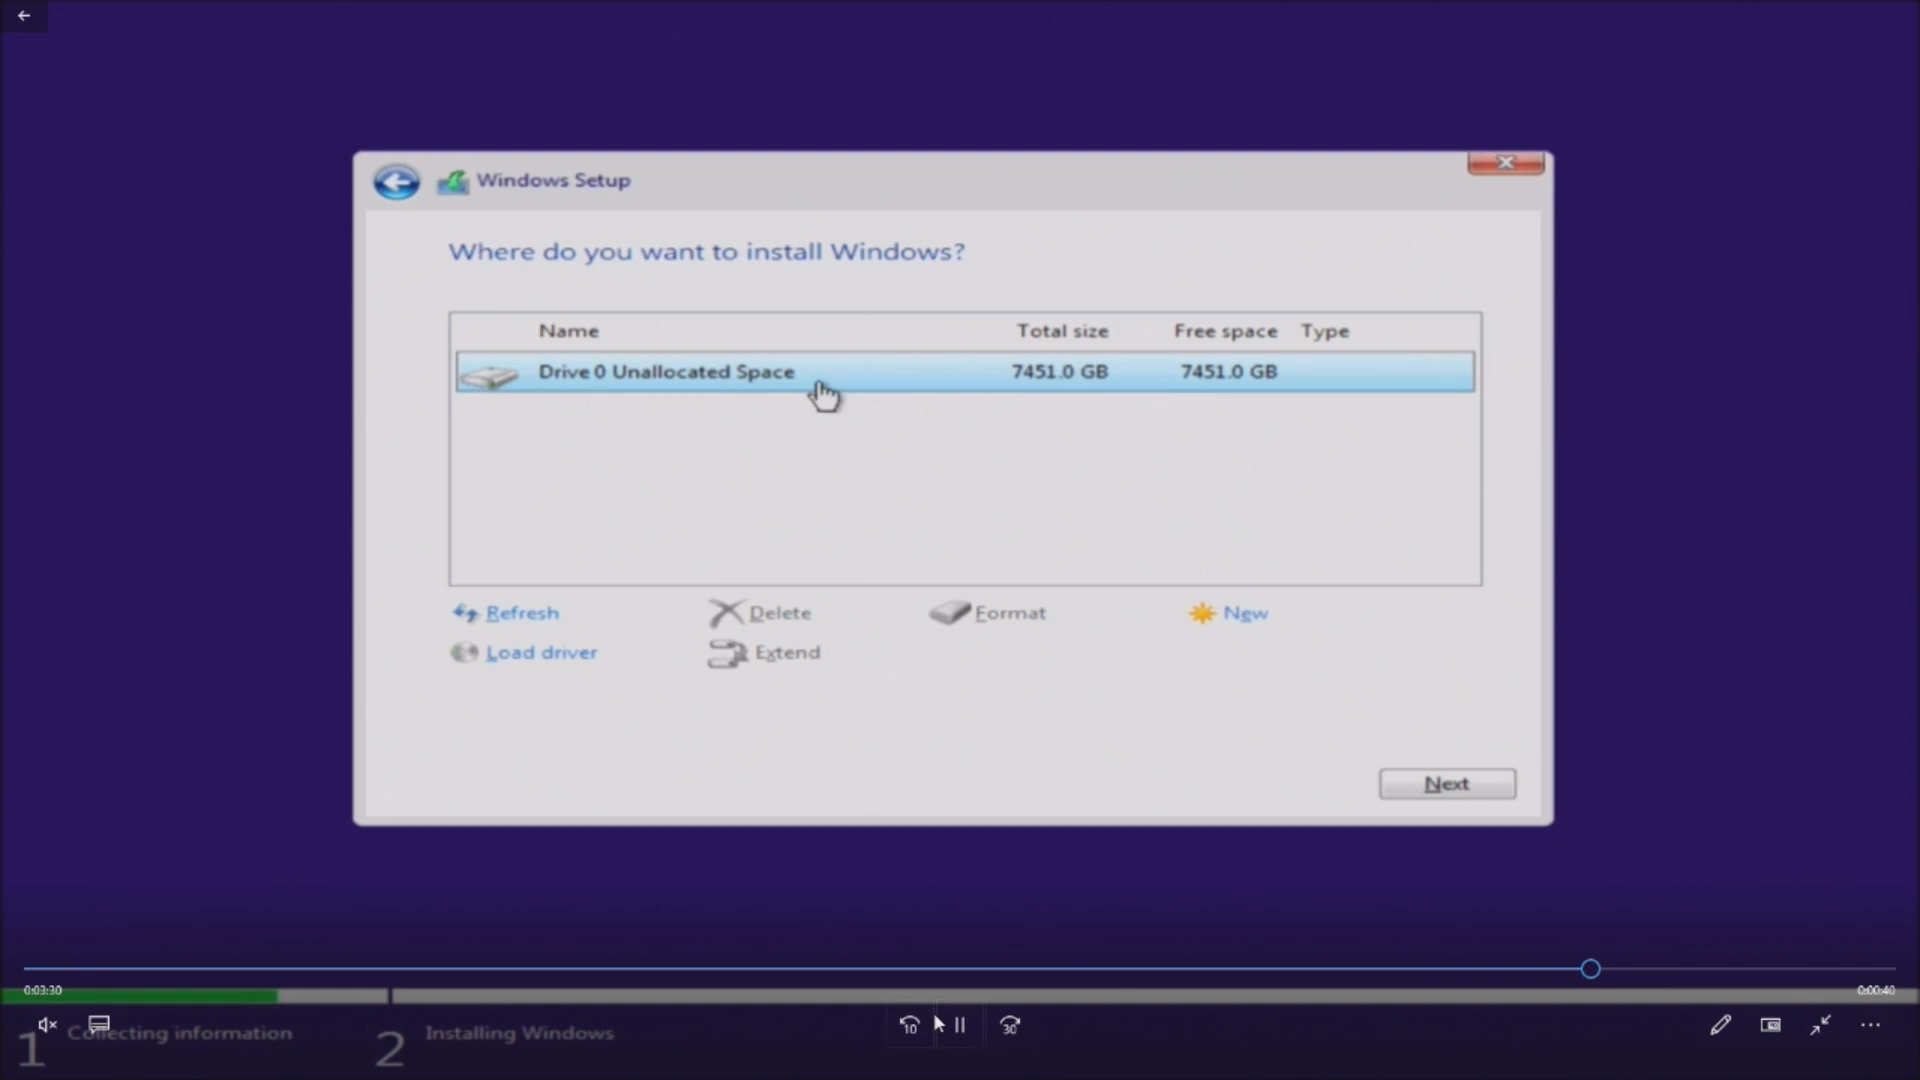 Windows Setup
Where do you want to install Windows?
Name Total size Free space Type
Drive 0 Unallocated Space 7451.0 GB 7451.0 GB
Refresh Delete Format New
Load driver Extend
Next
0:03:30 0:00:40
10 30
1 Collecting information 2 Installing Windows